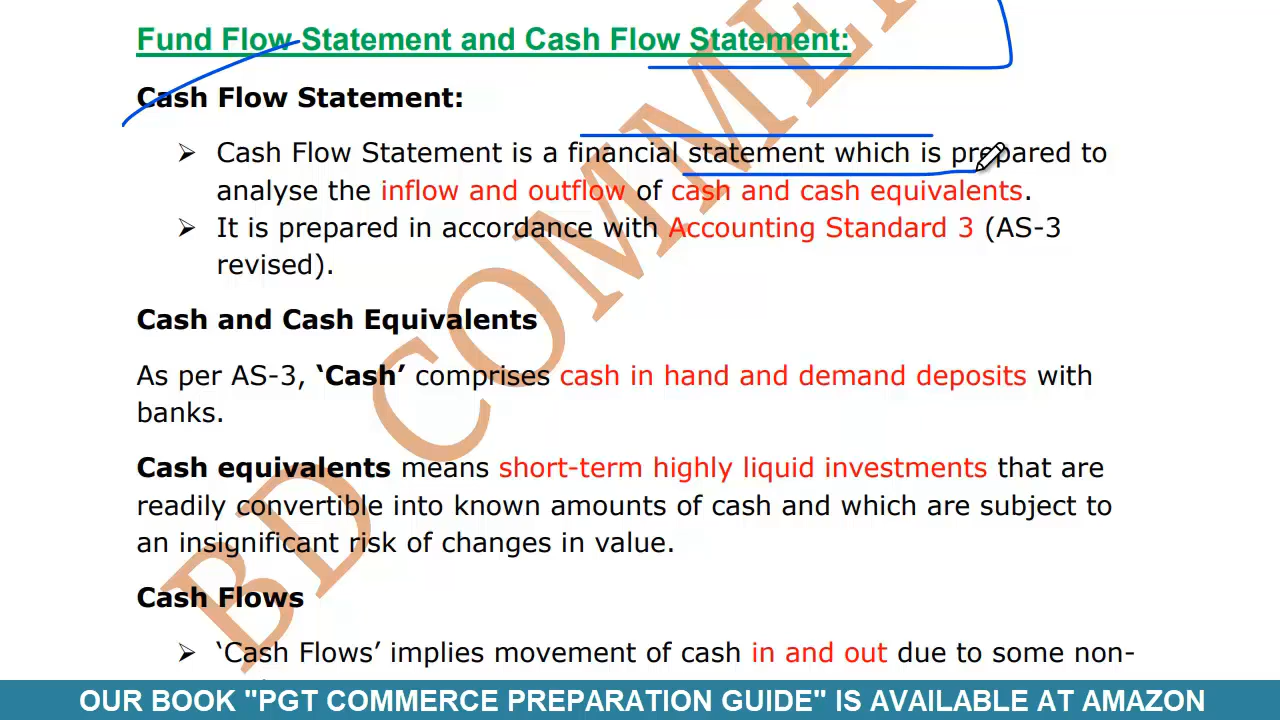 Fund Flow Statement and Cash Flow Statement:
Cash Flow Statement:
➢ Cash Flow Statement is a financial statement which is prepared to
analyse the inflow and outflow of cash and cash equivalents.
➢ It is prepared in accordance with Accounting Standard 3 (AS-3
revised).
Cash and Cash Equivalents
As per AS-3, ‘Cash’ comprises cash in hand and demand deposits with
banks.
Cash equivalents means short-term highly liquid investments that are
readily convertible into known amounts of cash and which are subject to
an insignificant risk of changes in value.
Cash Flows
➢ ‘Cash Flows’ implies movement of cash in and out due to some non-
BD COMME
OUR BOOK "PGT COMMERCE PREPARATION GUIDE" IS AVAILABLE AT AMAZON